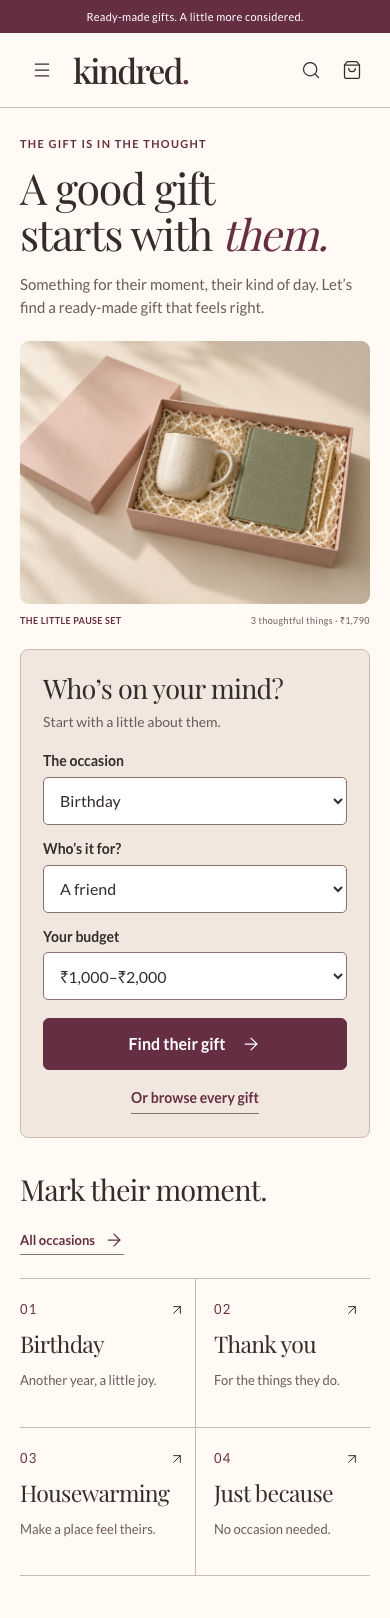 Ready-made gifts. A little more considered.
kindred.
THE GIFT IS IN THE THOUGHT
A good gift
starts with them.
Something for their moment, their kind of day. Let’s
find a ready-made gift that feels right.
THE LITTLE PAUSE SET
3 thoughtful things · ₹1,790
Who’s on your mind?
Start with a little about them.
The occasion
Birthday
Who’s it for?
A friend
Your budget
₹1,000–₹2,000
Find their gift
Or browse every gift
Mark their moment.
All occasions
01
Birthday
Another year, a little joy.
02
Thank you
For the things they do.
03
Housewarming
Make a place feel theirs.
04
Just because
No occasion needed.